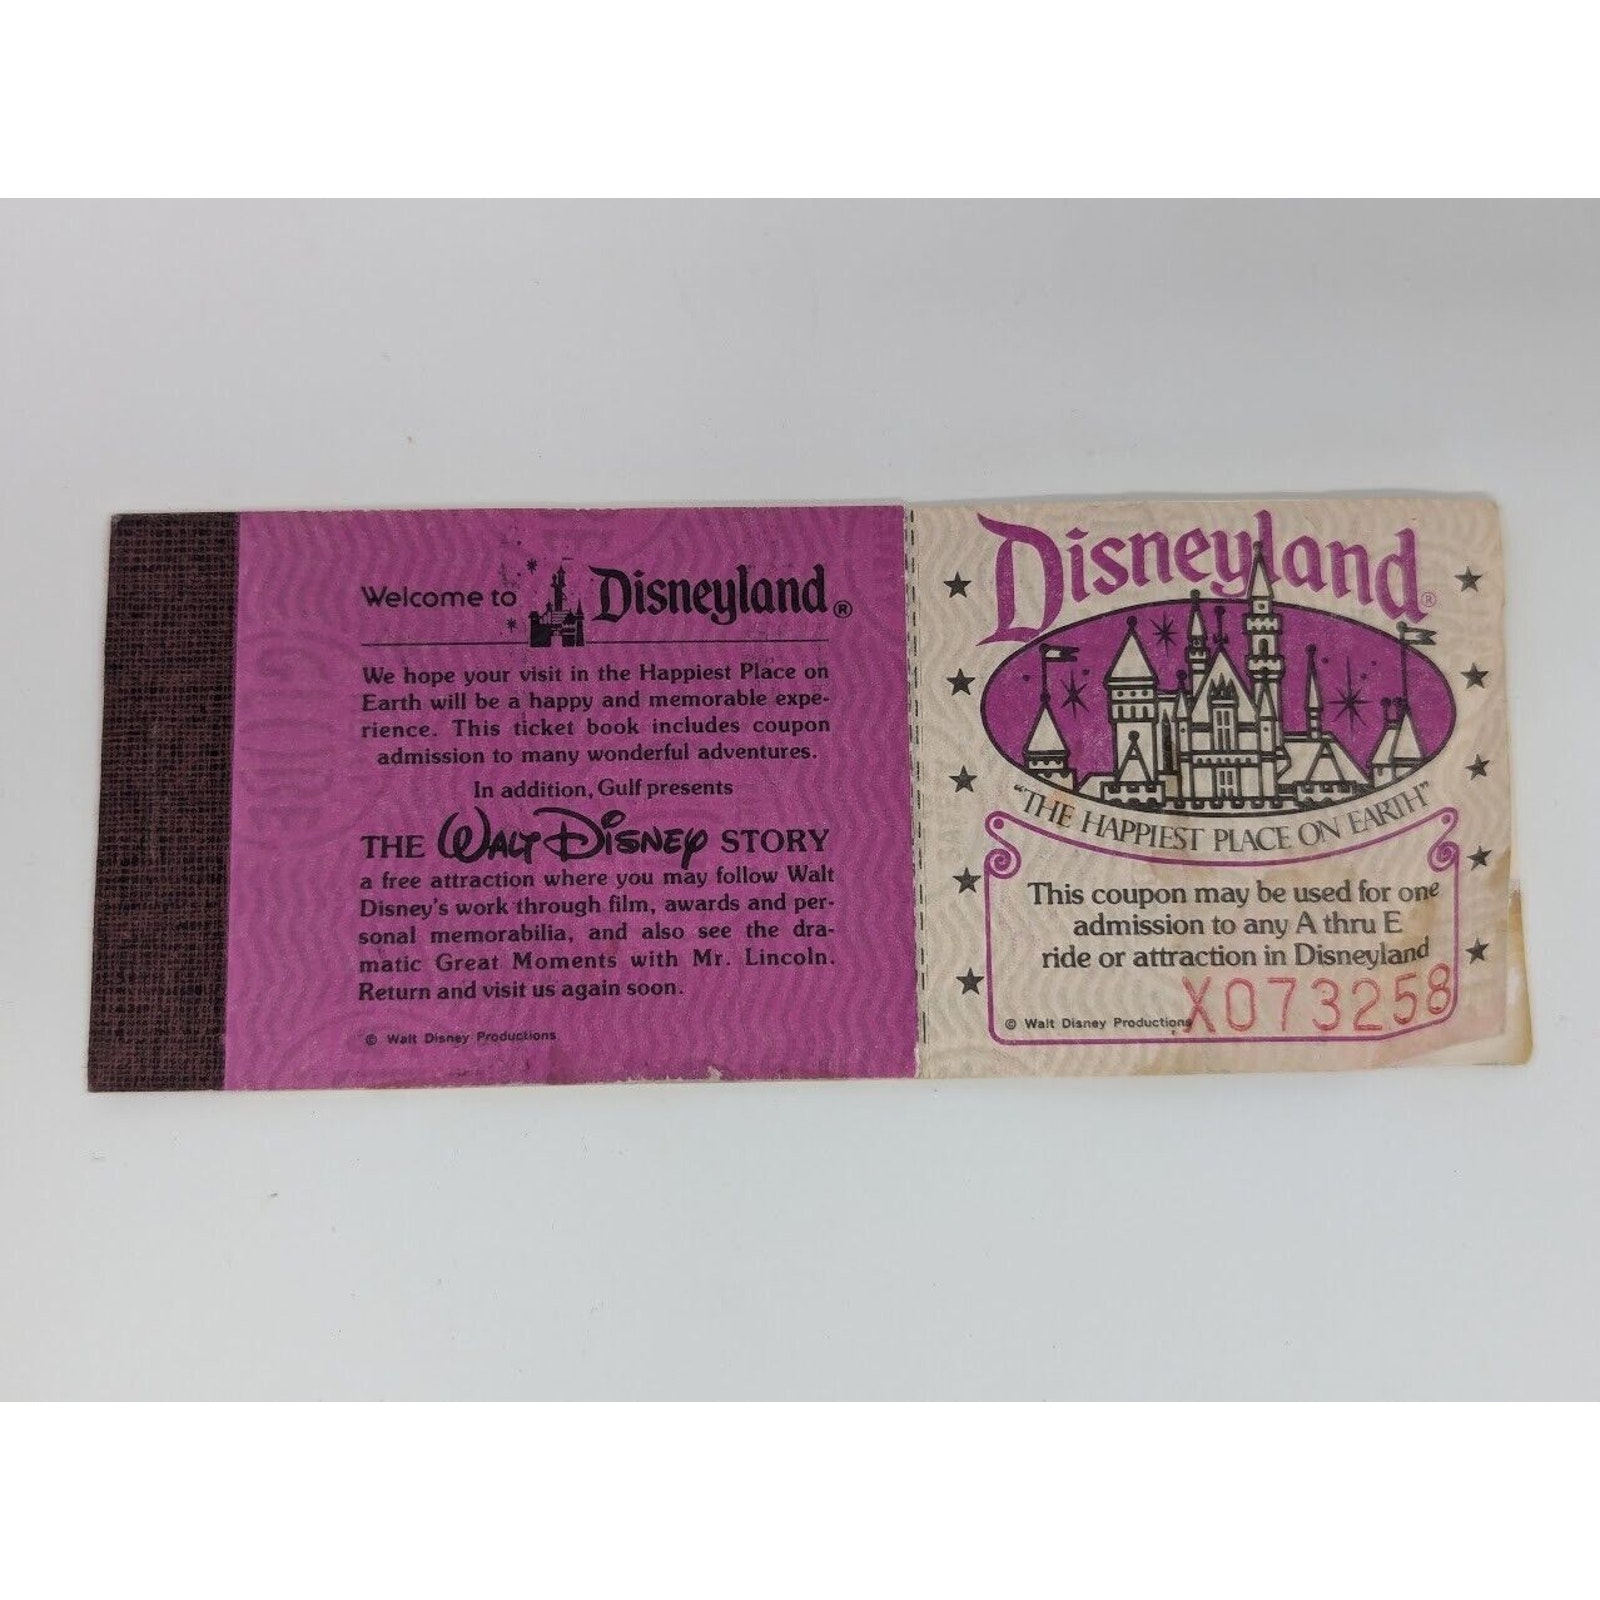 Welcome to Disneyland®
We hope your visit in the Happiest Place on
Earth will be a happy and memorable expe-
rience. This ticket book includes coupon
admission to many wonderful adventures.
In addition, Gulf presents
THE WALT DISNEY STORY
a free attraction where you may follow Walt
Disney's work through film, awards and per-
sonal memorabilia, and also see the dra-
matic Great Moments with Mr. Lincoln.
Return and visit us again soon.
© Walt Disney Productions
GLOBE
Disneyland®
"THE HAPPIEST PLACE ON EARTH"
This coupon may be used for one
admission to any A thru E
ride or attraction in Disneyland
© Walt Disney Productions
X073258